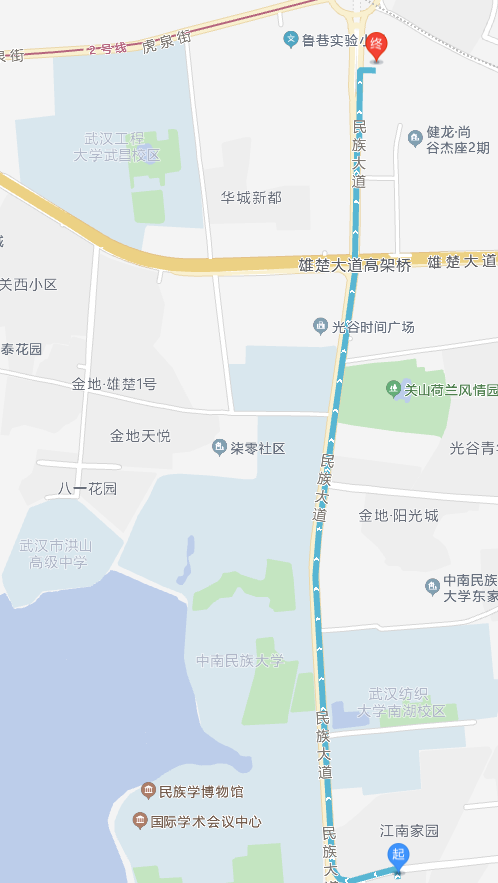 鲁巷实验小
终
2号线
虎泉街
泉街
民族大道
健龙·尚
谷杰座2期
武汉工程
大学武昌校区
华城新都
雄楚大道高架桥
雄楚大道
关西小区
光谷时间广场
泰花园
金地·雄楚1号
关山荷兰风情园
金地天悦
柒零社区
光谷青年
民族大道
八一花园
金地·阳光城
武汉市洪山
高级中学
中南民族
大学东家
中南民族大学
武汉纺织
大学南湖校区
民族大道
民族学博物馆
国际学术会议中心
江南家园
民族大道
起